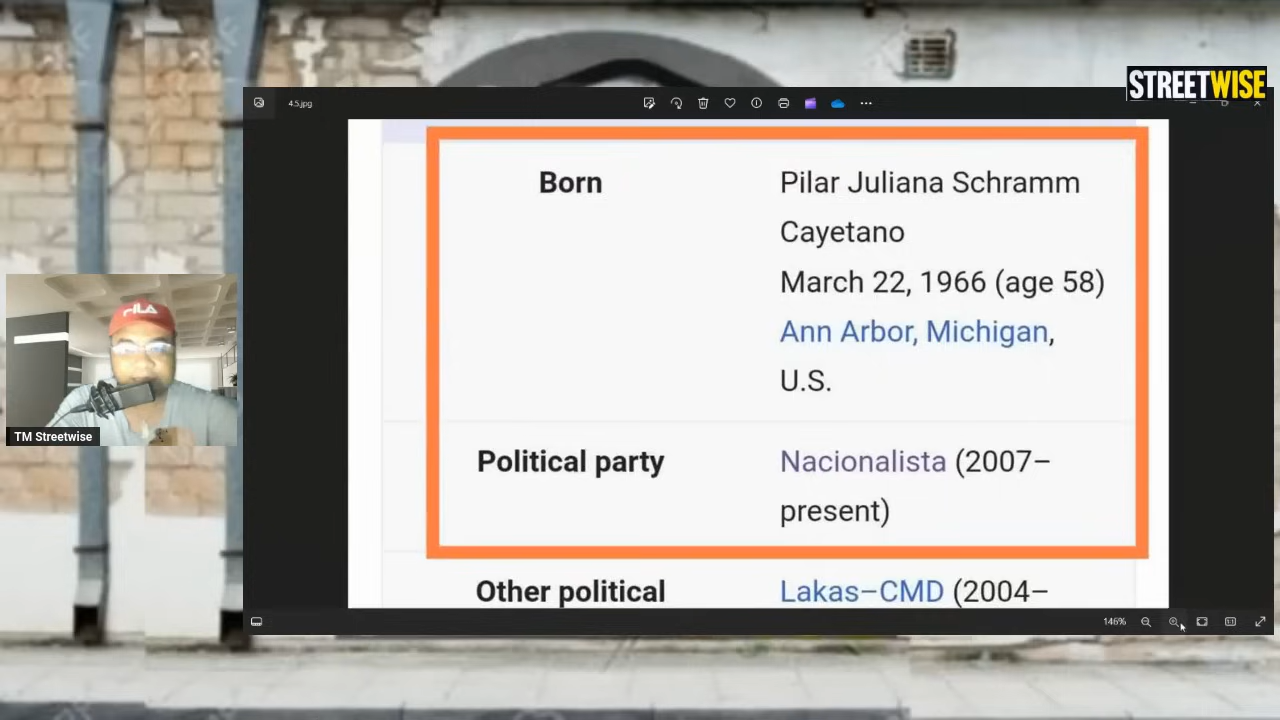 STREETWISE
4.5.jpg
Born
Pilar Juliana Schramm
Cayetano
March 22, 1966 (age 58)
Ann Arbor, Michigan,
U.S.
Political party
Nacionalista (2007–
present)
Other political
Lakas–CMD (2004–
FILA
TM Streetwise
146%